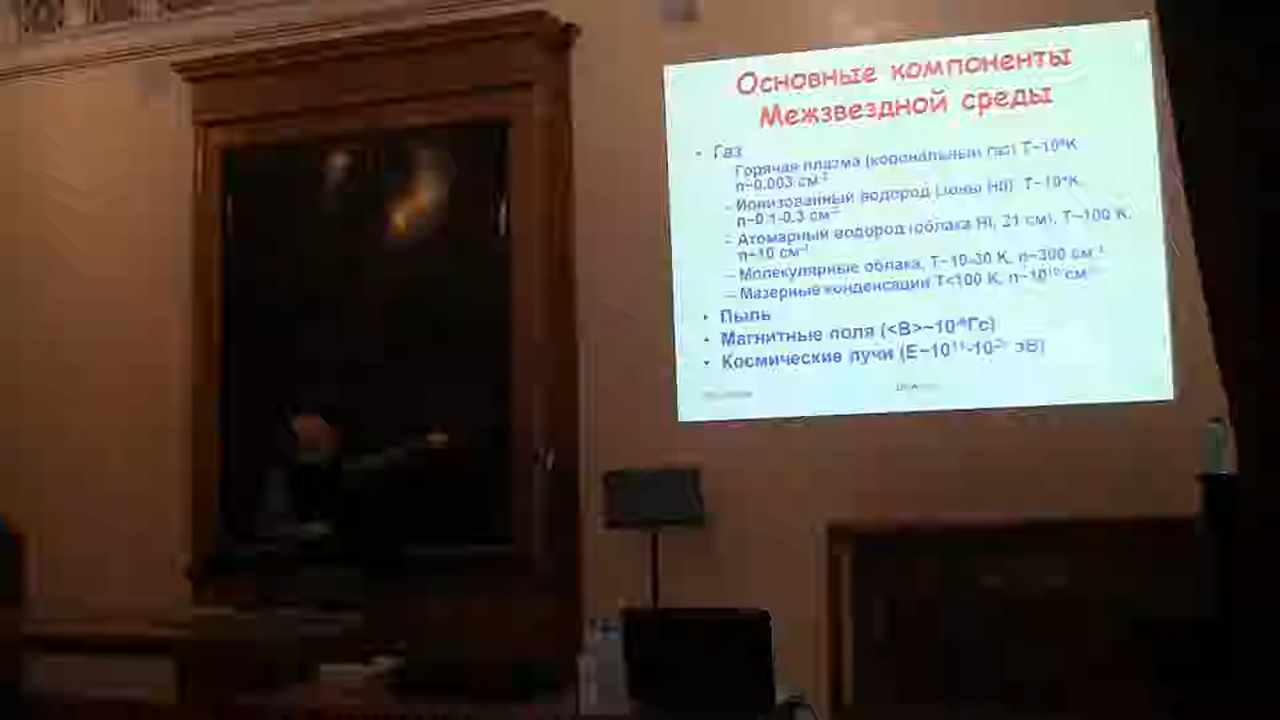 Основные компоненты
Межзвездной среды
• Газ
Горячая плазма (корональный газ) T~10⁶K
n~0.003 см⁻³
– Ионизованный водород (зоны HII) T~10⁴K,
n~0.1-0.3 см⁻³
– Атомарный водород (облака HI, 21 см), T~100 K,
n~10 см⁻³
– Молекулярные облака, T~10-30 K, n~300 см⁻³
– Мазерные конденсации T<100 K, n~10¹⁰ см⁻³
• Пыль
• Магнитные поля (<B>~10⁻⁶Гс)
• Космические лучи (E~10¹¹-10²⁰ эВ)